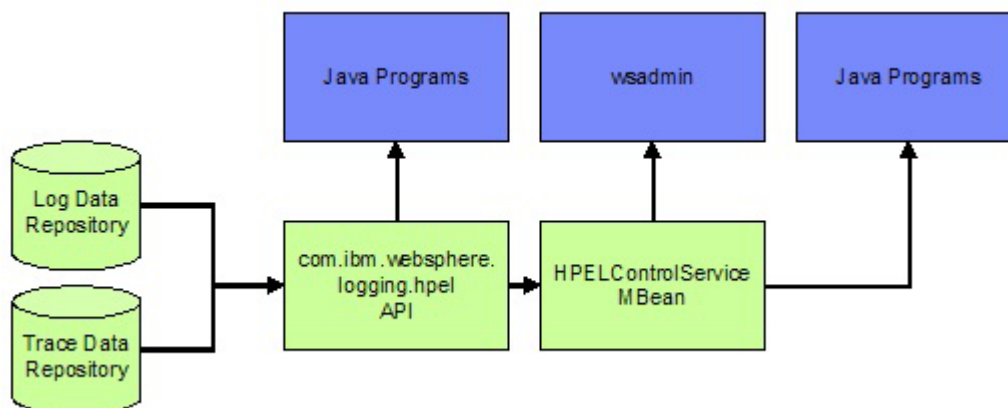 Java Programs
wsadmin
Java Programs
Log Data
Repository
com.ibm.websphere.
logging.hpel
API
HPELControlService
MBean
Trace Data
Repository